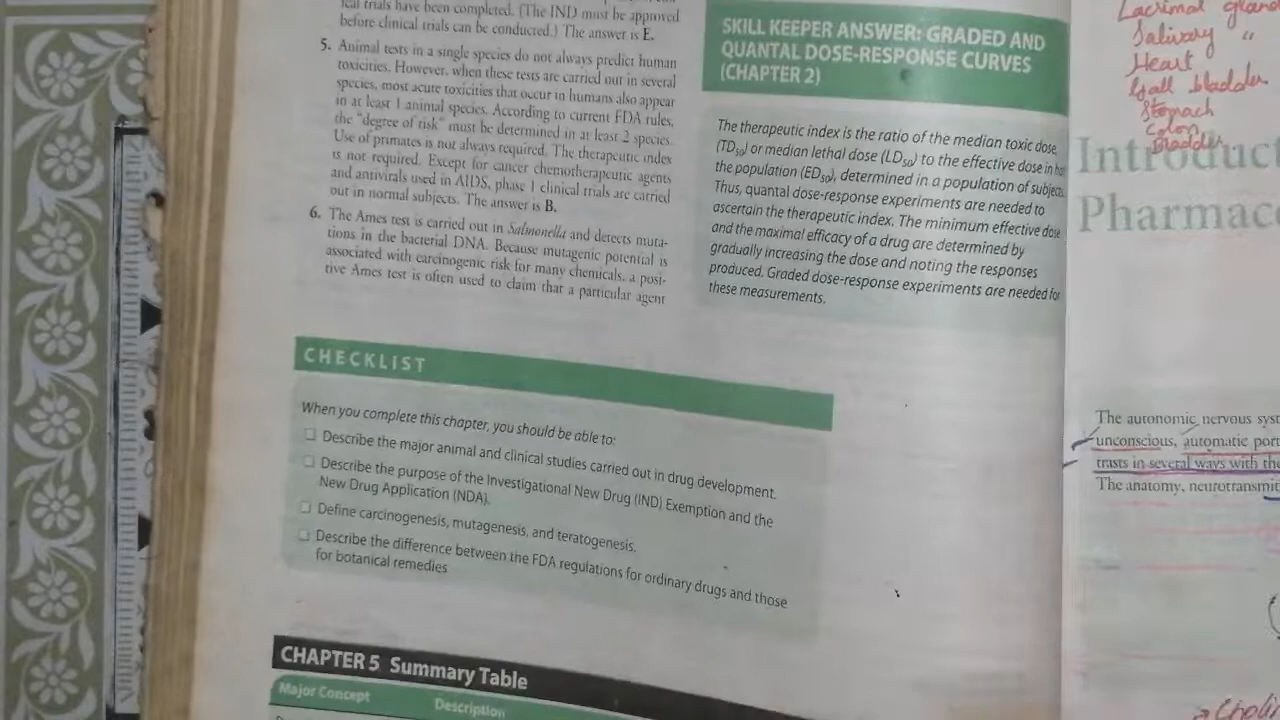 ical trials have been completed. (The IND must be approved
before clinical trials can be conducted.) The answer is E.
5. Animal tests in a single species do not always predict human
toxicities. However, when these tests are carried out in several
species, most acute toxicities that occur in humans also appear
in at least 1 animal species. According to current FDA rules,
the "degree of risk" must be determined in at least 2 species.
Use of primates is not always required. The therapeutic index
is not required. Except for cancer chemotherapeutic agents
and antivirals used in AIDS, phase 1 clinical trials are carried
out in normal subjects. The answer is B.
6. The Ames test is carried out in Salmonella and detects muta-
tions in the bacterial DNA. Because mutagenic potential is
associated with carcinogenic risk for many chemicals, a posi-
tive Ames test is often used to claim that a particular agent
SKILL KEEPER ANSWER: GRADED AND
QUANTAL DOSE-RESPONSE CURVES
(CHAPTER 2)
The therapeutic index is the ratio of the median toxic dose
(TD50) or median lethal dose (LD50) to the effective dose in
the population (ED50), determined in a population of subjects.
Thus, quantal dose-response experiments are needed to
ascertain the therapeutic index. The minimum effective dose
and the maximal efficacy of a drug are determined by
gradually increasing the dose and noting the responses
produced. Graded dose-response experiments are needed for
these measurements.
CHECKLIST
When you complete this chapter, you should be able to:
❑ Describe the major animal and clinical studies carried out in drug development.
❑ Describe the purpose of the Investigational New Drug (IND) Exemption and the
New Drug Application (NDA).
❑ Define carcinogenesis, mutagenesis, and teratogenesis.
❑ Describe the difference between the FDA regulations for ordinary drugs and those
for botanical remedies
CHAPTER 5 Summary Table
Major Concept Description
Lacrimal gland
Salivary "
Heart
Gall bladder
Stomach
Colon
Bladder
Introduct
Pharmac
The autonomic nervous syst
unconscious, automatic port
trasts in several ways with the
The anatomy, neurotransmit
Cholin